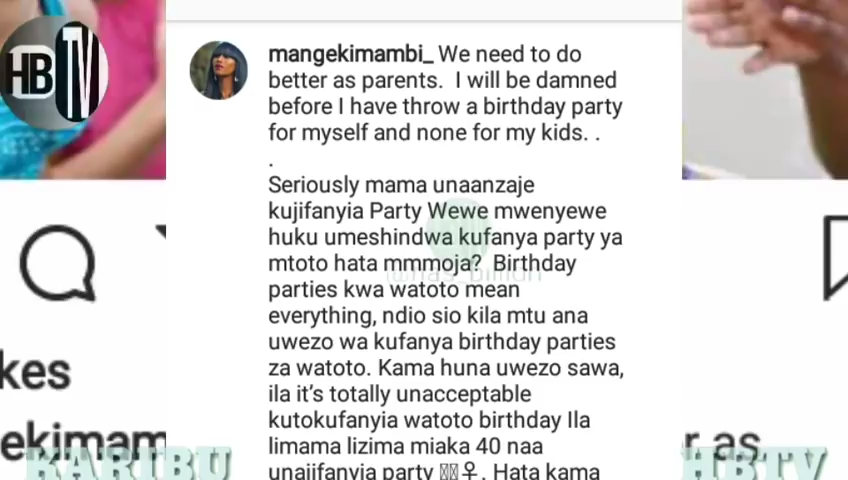 HB TV
mangekimambi_ We need to do
better as parents.  I will be damned
before I have throw a birthday party
for myself and none for my kids. .
.
Seriously mama unaanzaje
kujifanyia Party Wewe mwenyewe
huku umeshindwa kufanya party ya
mtoto hata mmmoja?  Birthday
parties kwa watoto mean
everything, ndio sio kila mtu ana
uwezo wa kufanya birthday parties
za watoto. Kama huna uwezo sawa,
ila it’s totally unacceptable
kutokufanyia watoto birthday Ila
limama lizima miaka 40 naa
unajifanyia party ♀. Hata kama
kes
ekimam
r as
KARIBU HBTV